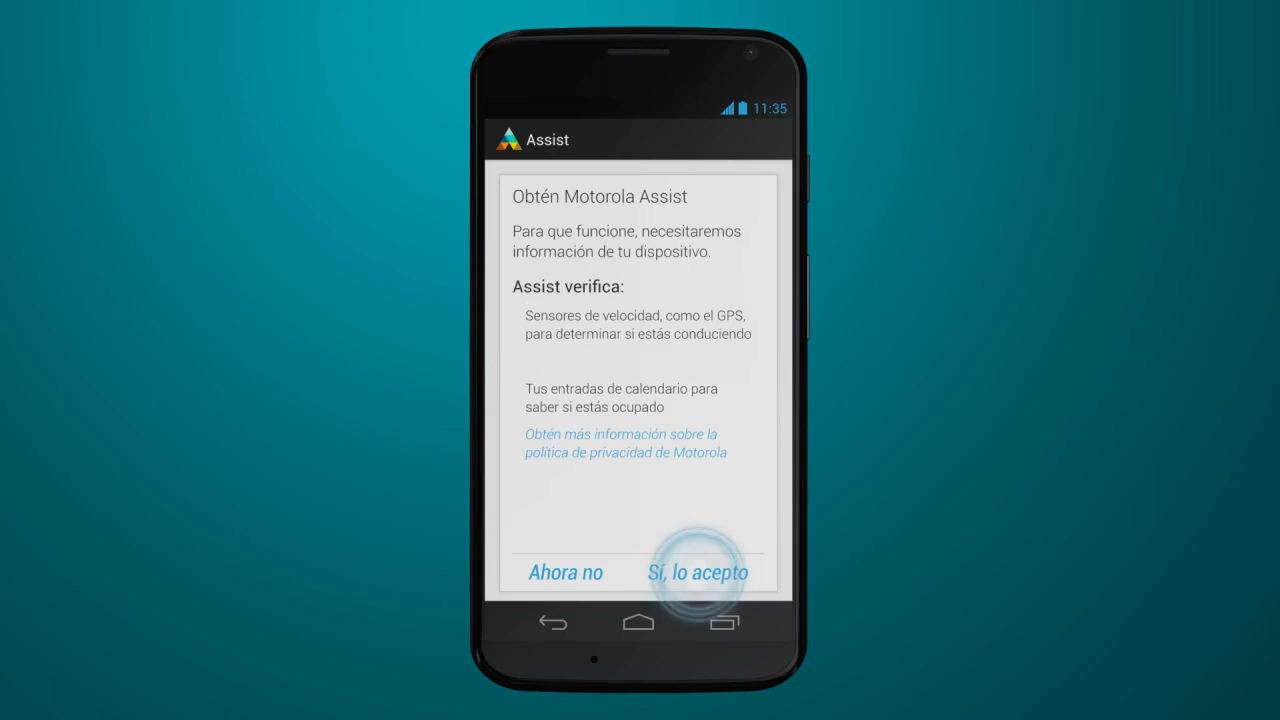 11:35
Assist
Obtén Motorola Assist
Para que funcione, necesitaremos
información de tu dispositivo.
Assist verifica:
Sensores de velocidad, como el GPS,
para determinar si estás conduciendo
Tus entradas de calendario para
saber si estás ocupado
Obtén más información sobre la
política de privacidad de Motorola
Ahora no
Sí, lo acepto